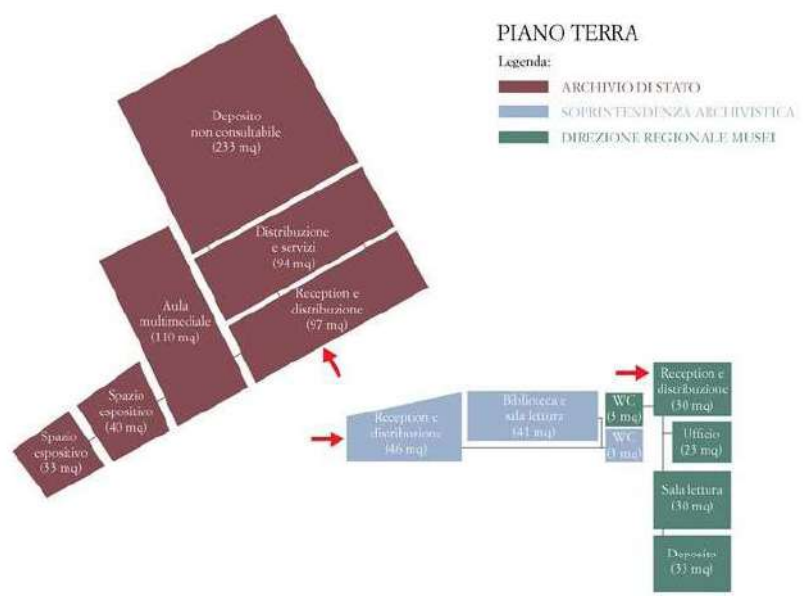 PIANO TERRA
Legenda:
ARCHIVIO DI STATO
SOPRINTENDENZA ARCHIVISTICA
DIREZIONE REGIONALE MUSEI
Deposito
non consultabile
(233 mq)
Distribuzione
e servizi
(94 mq)
Reception e
distribuzione
(97 mq)
Aula
multimediale
(110 mq)
Spazio
espositivo
(40 mq)
Spazio
espositivo
(33 mq)
Reception e
distribuzione
(46 mq)
Biblioteca e
sala lettura
(41 mq)
WC
(3 mq)
WC
(3 mq)
Reception e
distribuzione
(30 mq)
Ufficio
(23 mq)
Sala lettura
(30 mq)
Deposito
(33 mq)